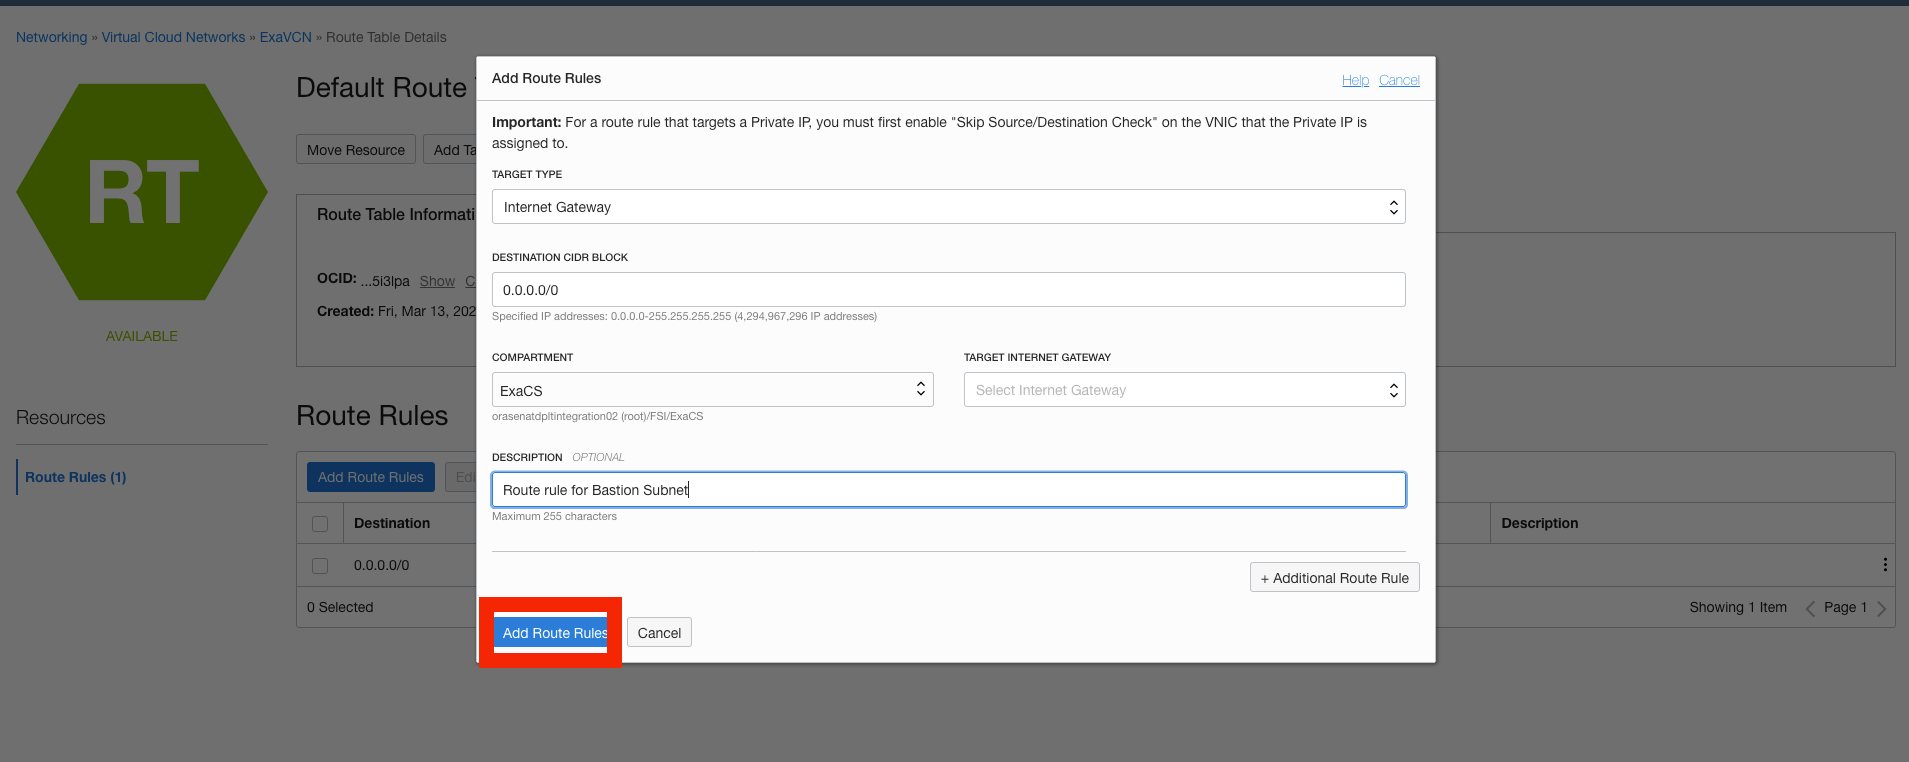 Networking » Virtual Cloud Networks » ExaVCN » Route Table Details
RT
AVAILABLE
Default Route
Move Resource
Add Ta
Route Table Informati
OCID: ...5i3lpa Show C
Created: Fri, Mar 13, 202
Resources
Route Rules (1)
Route Rules
Add Route Rules
Edi
Destination
Description
0.0.0.0/0
0 Selected
Showing 1 Item
Page 1
Add Route Rules
Help Cancel
Important: For a route rule that targets a Private IP, you must first enable "Skip Source/Destination Check" on the VNIC that the Private IP is
assigned to.
TARGET TYPE
Internet Gateway
DESTINATION CIDR BLOCK
0.0.0.0/0
Specified IP addresses: 0.0.0.0-255.255.255.255 (4,294,967,296 IP addresses)
COMPARTMENT
ExaCS
orasenatdpltintegration02 (root)/FSI/ExaCS
TARGET INTERNET GATEWAY
Select Internet Gateway
DESCRIPTION OPTIONAL
Route rule for Bastion Subnet
Maximum 255 characters
+ Additional Route Rule
Add Route Rules
Cancel